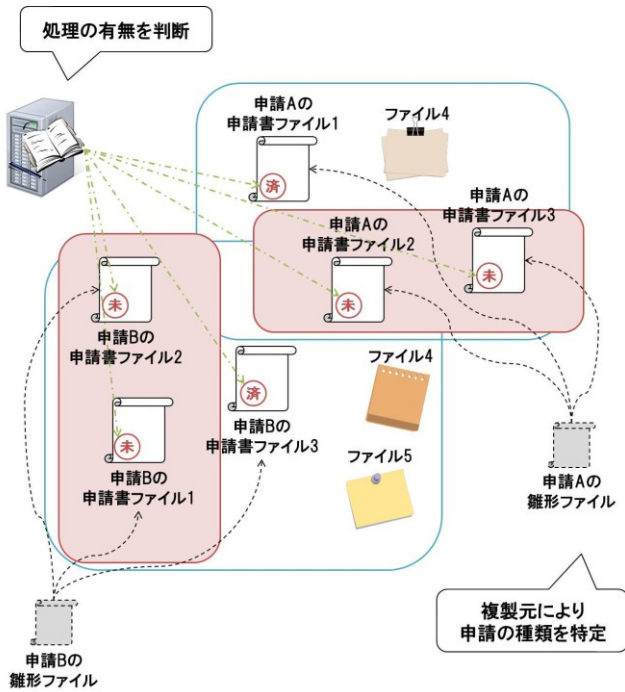 処理の有無を判断
申請Aの
申請書ファイル1
ファイル4
済
申請Aの
申請書ファイル2
申請Aの
申請書ファイル3
未
未
未
申請Bの
申請書ファイル2
済
申請Bの
申請書ファイル3
ファイル4
未
申請Bの
申請書ファイル1
ファイル5
申請Aの
雛形ファイル
複製元により
申請の種類を特定
申請Bの
雛形ファイル